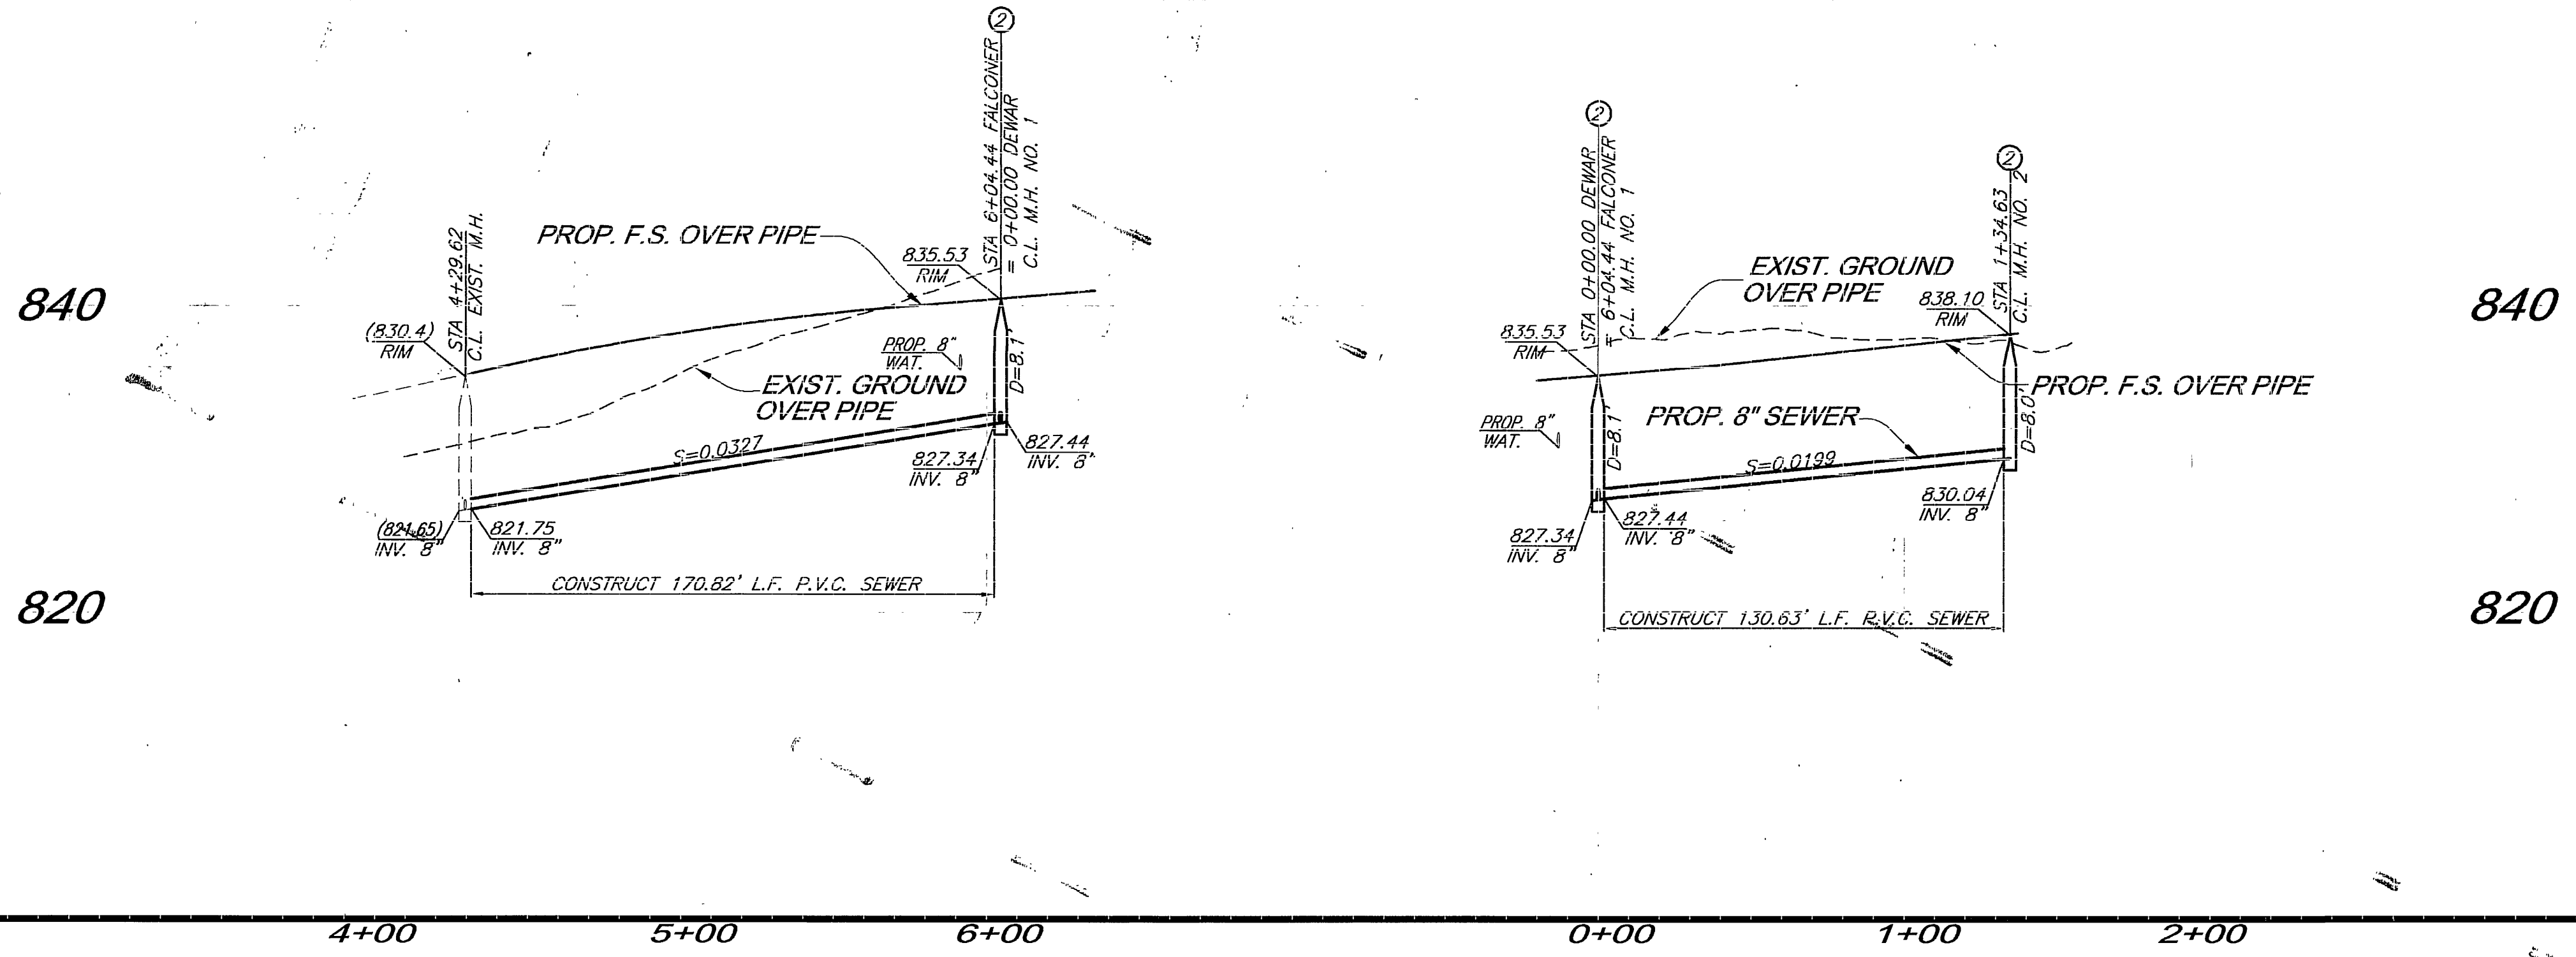 2
STA 6+04.44 FALCONER
= 0+00.00 DEWAR
C.L. M.H. NO. 1
STA 4+29.62
C.L. EXIST. M.H.
PROP. F.S. OVER PIPE
835.53
RIM
840
(830.4)
RIM
PROP. 8"
WAT.
D=8.1'
EXIST. GROUND
OVER PIPE
S=0.0327
827.34
INV. 8"
827.44
INV. 8"
(821.65)
INV. 8"
821.75
INV. 8"
CONSTRUCT 170.82' L.F. P.V.C. SEWER
820
4+00
5+00
6+00
2
STA 0+00.00 DEWAR
= 6+04.44 FALCONER
C.L. M.H. NO. 1
2
STA 1+34.63
C.L. M.H. NO. 2
EXIST. GROUND
OVER PIPE
838.10
RIM
840
835.53
RIM
PROP. F.S. OVER PIPE
PROP. 8"
WAT.
D=8.1'
PROP. 8" SEWER
D=8.0'
S=0.0199
830.04
INV. 8"
827.34
INV. 8"
827.44
INV. 8"
CONSTRUCT 130.63' L.F. P.V.C. SEWER
820
0+00
1+00
2+00